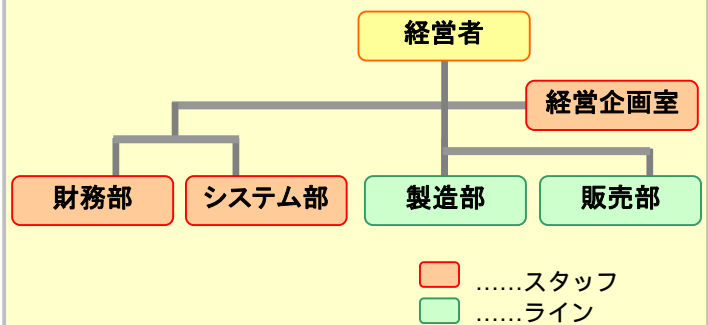 経営者
経営企画室
財務部
システム部
製造部
販売部
……スタッフ
……ライン